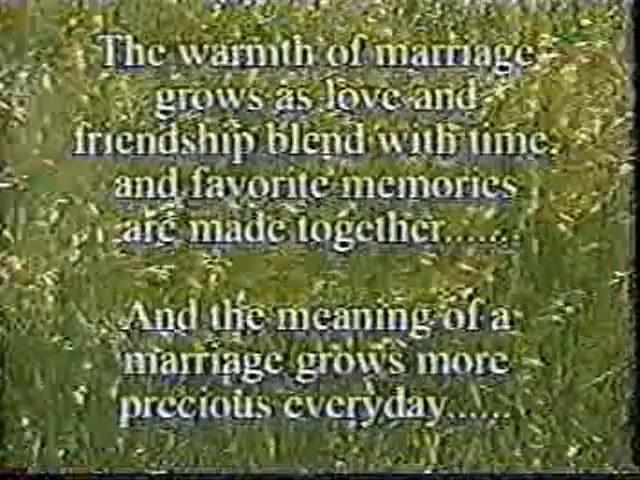 The warmth of marriage
grows as love and
friendship blend with time,
and favorite memories
are made together.......
And the meaning of a
marriage grows more
precious everyday......